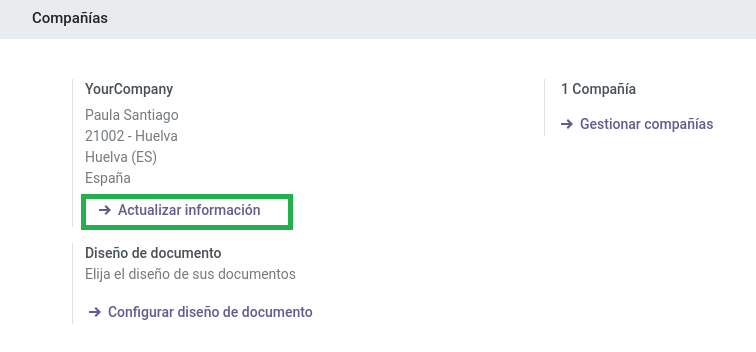 Compañías
YourCompany
Paula Santiago
21002 - Huelva
Huelva (ES)
España
→ Actualizar información
Diseño de documento
Elija el diseño de sus documentos
→ Configurar diseño de documento
1 Compañía
→ Gestionar compañías